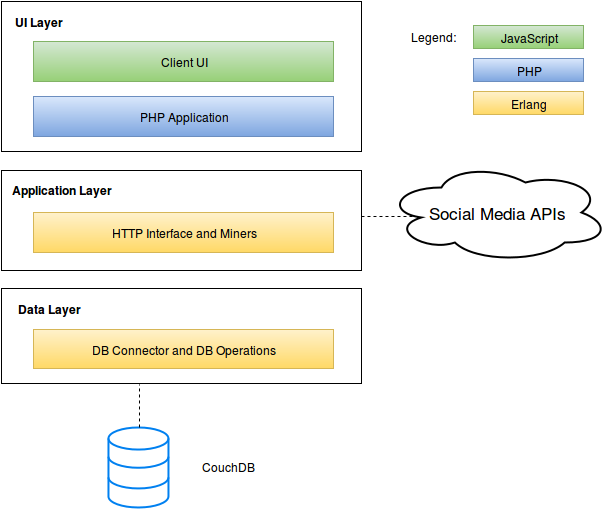 UI Layer
Client UI
PHP Application
Legend:
JavaScript
PHP
Erlang
Application Layer
HTTP Interface and Miners
Social Media APIs
Data Layer
DB Connector and DB Operations
CouchDB